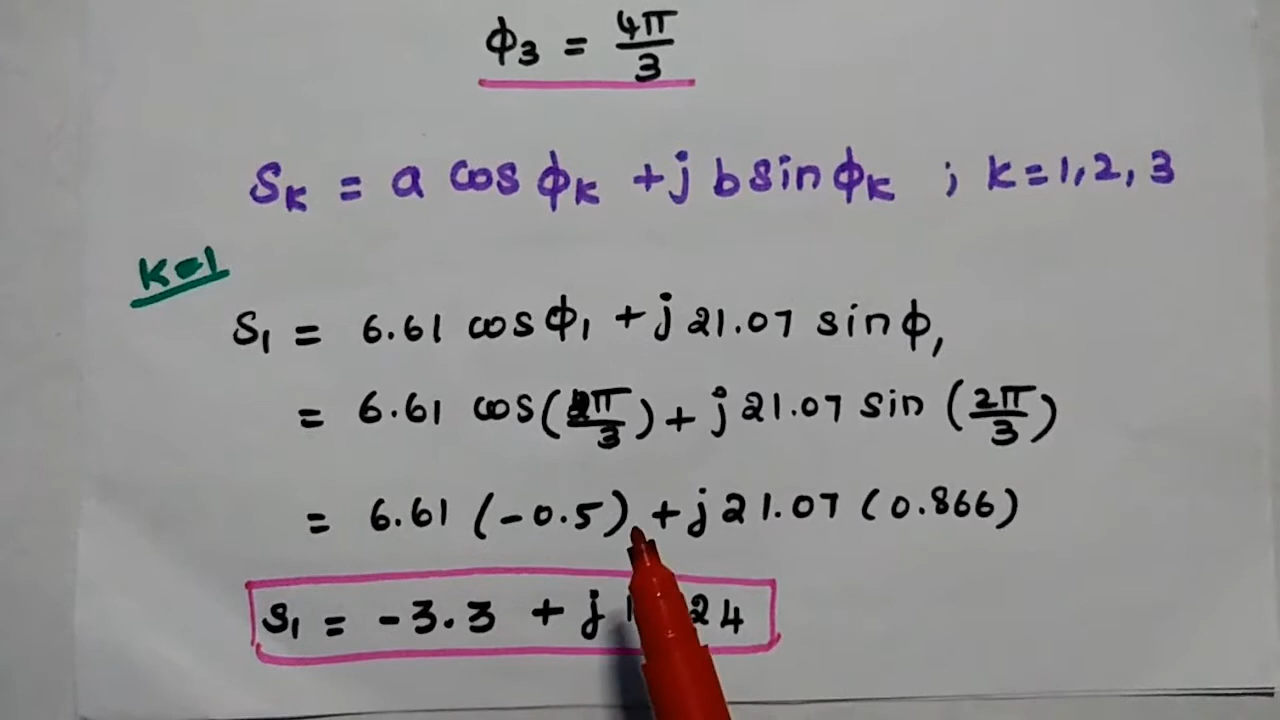 ϕ₃ = 4π/3
Sₖ = a cos ϕₖ + j b sin ϕₖ ; k = 1, 2, 3
K=1
S₁ = 6.61 cos ϕ₁ + j 21.07 sin ϕ₁
= 6.61 cos (2π/3) + j 21.07 sin (2π/3)
= 6.61 (-0.5) + j 21.07 (0.866)
S₁ = -3.3 + j